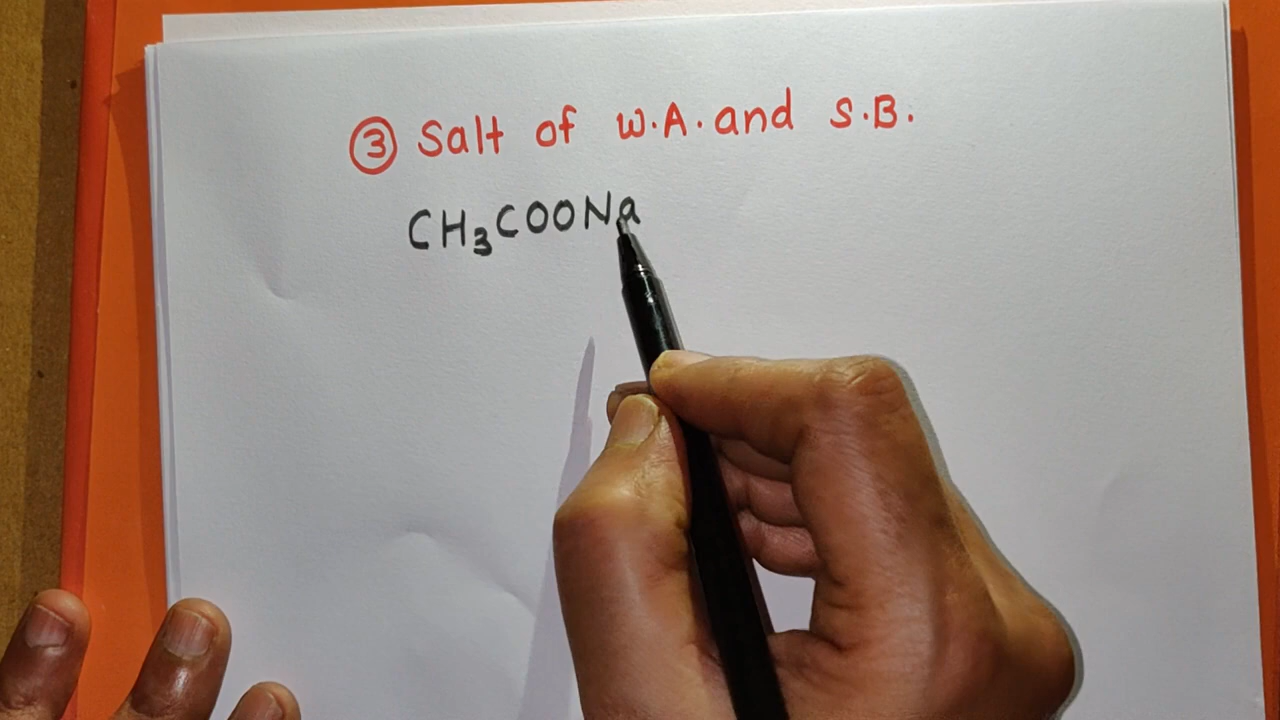 ③ Salt of W.A. and S.B.
CH₃COONa